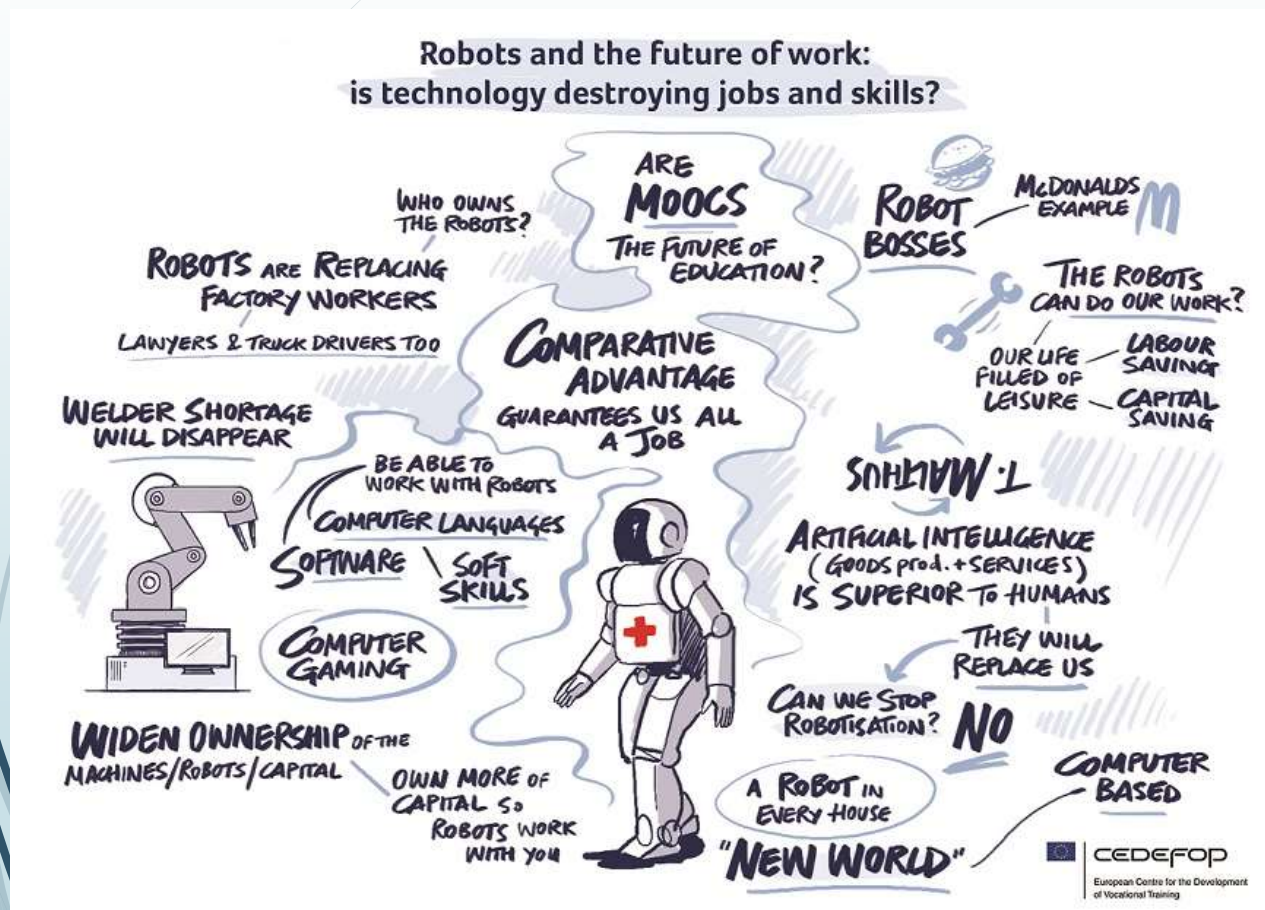 Robots and the future of work:
is technology destroying jobs and skills?
ARE
MOOCS
THE FUTURE OF
EDUCATION?
WHO OWNS
THE ROBOTS?
ROBOTS ARE REPLACING
FACTORY WORKERS
LAWYERS & TRUCK DRIVERS TOO
ROBOT
BOSSES
McDONALDS
EXAMPLE
M
THE ROBOTS
CAN DO OUR WORK?
OUR LIFE
FILLED OF
LEISURE
LABOUR
SAVING
CAPITAL
SAVING
COMPARATIVE
ADVANTAGE
GUARANTEES US ALL
A JOB
WELDER SHORTAGE
WILL DISAPPEAR
BE ABLE TO
WORK WITH ROBOTS
COMPUTER LANGUAGES
SOFTWARE
SOFT
SKILLS
COMPUTER
GAMING
T. MALTHUS
ARTIFICIAL INTELLIGENCE
(GOODS prod. + SERVICES)
IS SUPERIOR TO HUMANS
THEY WILL
REPLACE US
CAN WE STOP
ROBOTISATION?
NO
WIDEN OWNERSHIP OF THE
MACHINES/ROBOTS/CAPITAL
OWN MORE OF
CAPITAL SO
ROBOTS WORK
WITH YOU
A ROBOT IN
EVERY HOUSE
"NEW WORLD"
COMPUTER
BASED
CEDEFOP
European Centre for the Development
of Vocational Training